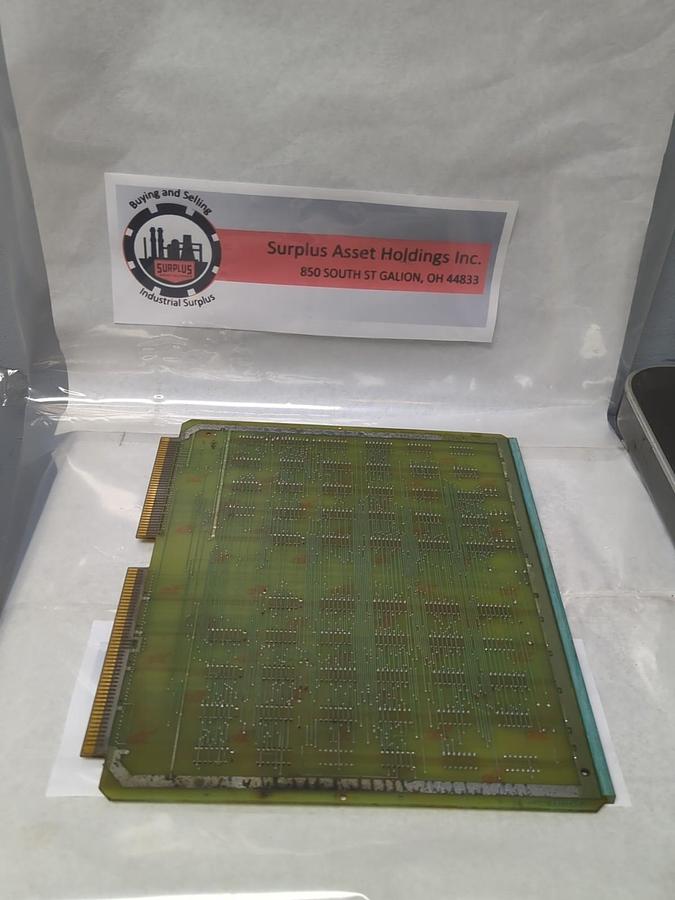 Buying and Selling
SURPLUS
Industrial Surplus
Surplus Asset Holdings Inc.
850 SOUTH ST GALION, OH 44833